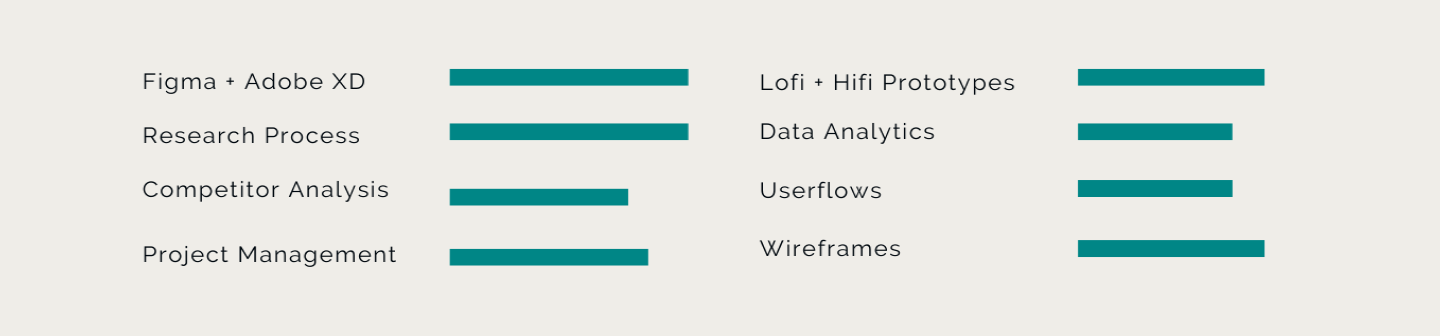 Figma + Adobe XD
Research Process
Competitor Analysis
Project Management
Lofi + Hifi Prototypes
Data Analytics
Userflows
Wireframes